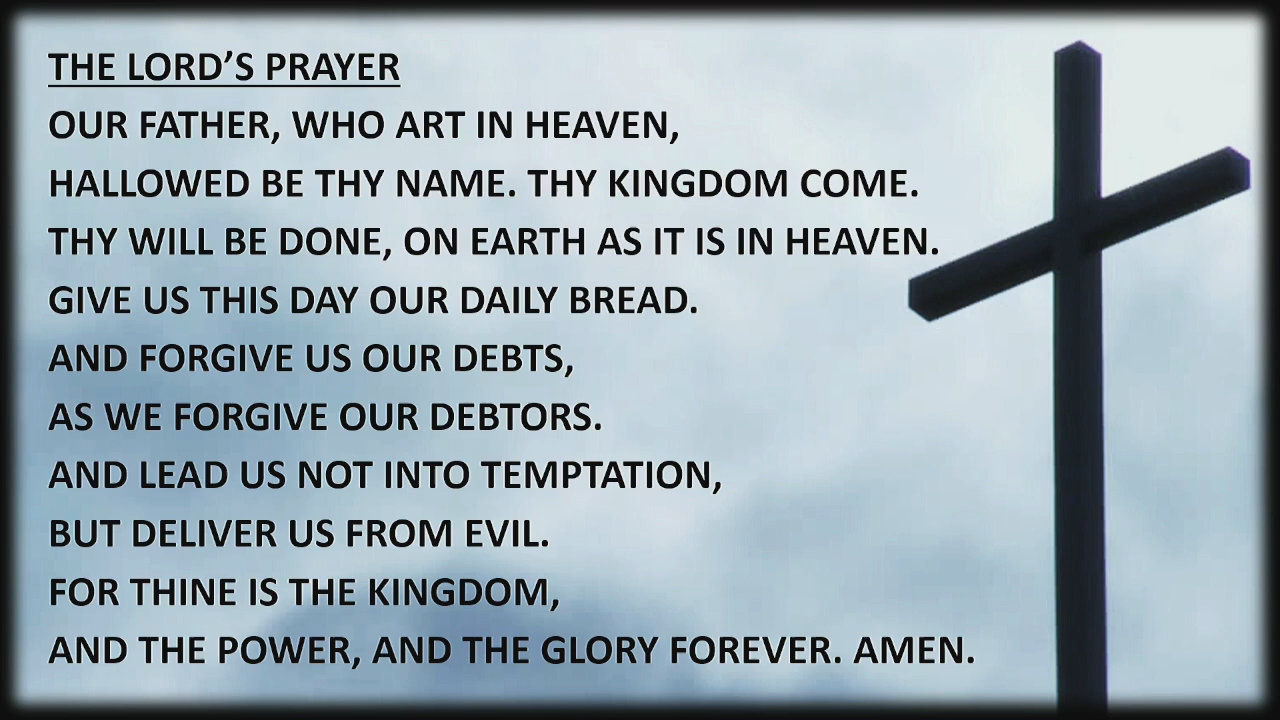 THE LORD’S PRAYER
OUR FATHER, WHO ART IN HEAVEN,
HALLOWED BE THY NAME. THY KINGDOM COME.
THY WILL BE DONE, ON EARTH AS IT IS IN HEAVEN.
GIVE US THIS DAY OUR DAILY BREAD.
AND FORGIVE US OUR DEBTS,
AS WE FORGIVE OUR DEBTORS.
AND LEAD US NOT INTO TEMPTATION,
BUT DELIVER US FROM EVIL.
FOR THINE IS THE KINGDOM,
AND THE POWER, AND THE GLORY FOREVER. AMEN.